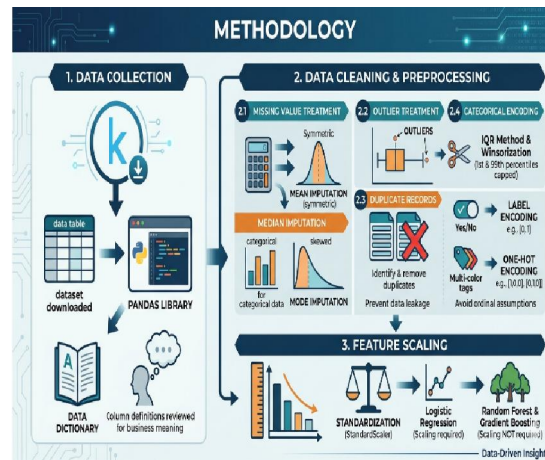 METHODOLOGY
1. DATA COLLECTION
k
data table
dataset
downloaded
PANDAS LIBRARY
A
DATA
DICTIONARY
Column definitions reviewed
for business meaning
2. DATA CLEANING & PREPROCESSING
2.1 MISSING VALUE TREATMENT
Symmetric
MEAN IMPUTATION
(symmetric)
MEDIAN IMPUTATION
categorical
skewed
for
categorical data
MODE IMPUTATION
2.2 OUTLIER TREATMENT
OUTLIERS
2.4 CATEGORICAL ENCODING
IQR Method &
Winsorization
(1st & 99th percentiles
capped)
2.3 DUPLICATE RECORDS
Identify & remove
duplicates
Prevent data leakage
Yes/No
LABEL
ENCODING
e.g. [0,1]
Multi-color
tags
ONE-HOT
ENCODING
e.g., [1,0,0], [0,1,0]]
Avoid ordinal assumptions
3. FEATURE SCALING
STANDARDIZATION
(StandardScaler)
Logistic
Regression
(Scaling required)
Random Forest &
Gradient Boosting
(Scaling NOT required)
Data-Driven Insight